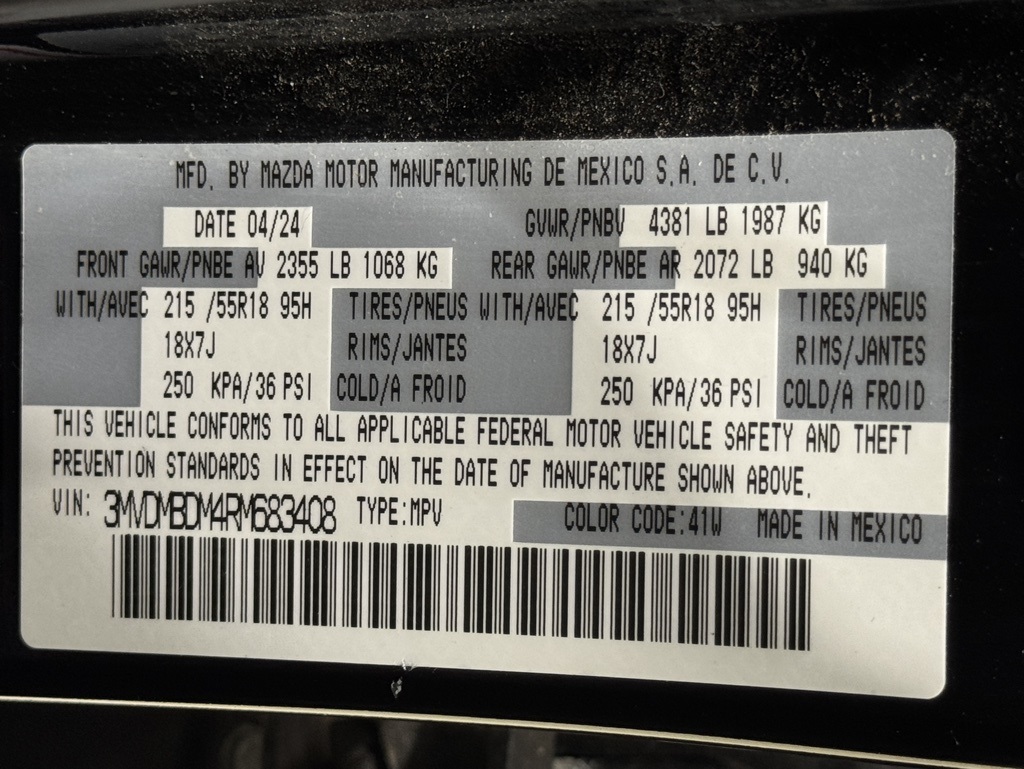 MFD. BY MAZDA MOTOR MANUFACTURING DE MEXICO S.A. DE C.V.
DATE 04/24 GVWR/PNBV 4381 LB 1987 KG
FRONT GAWR/PNBE AV 2355 LB 1068 KG REAR GAWR/PNBE AR 2072 LB 940 KG
WITH/AVEC 215 /55R18 95H TIRES/PNEUS WITH/AVEC 215 /55R18 95H TIRES/PNEUS
18X7J RIMS/JANTES 18X7J RIMS/JANTES
250 KPA/36 PSI COLD/A FROID 250 KPA/36 PSI COLD/A FROID
THIS VEHICLE CONFORMS TO ALL APPLICABLE FEDERAL MOTOR VEHICLE SAFETY AND THEFT
PREVENTION STANDARDS IN EFFECT ON THE DATE OF MANUFACTURE SHOWN ABOVE.
VIN: 3MVDMBDM4RM683408 TYPE:MPV COLOR CODE:41W MADE IN MEXICO